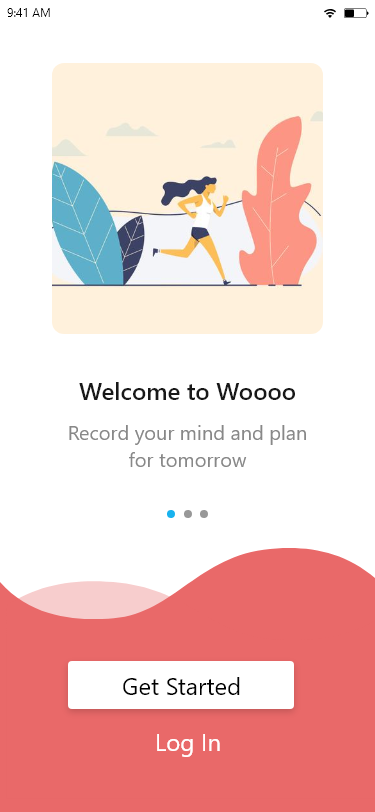 9:41 AM
Welcome to Woooo
Record your mind and plan
for tomorrow
Get Started
Log In